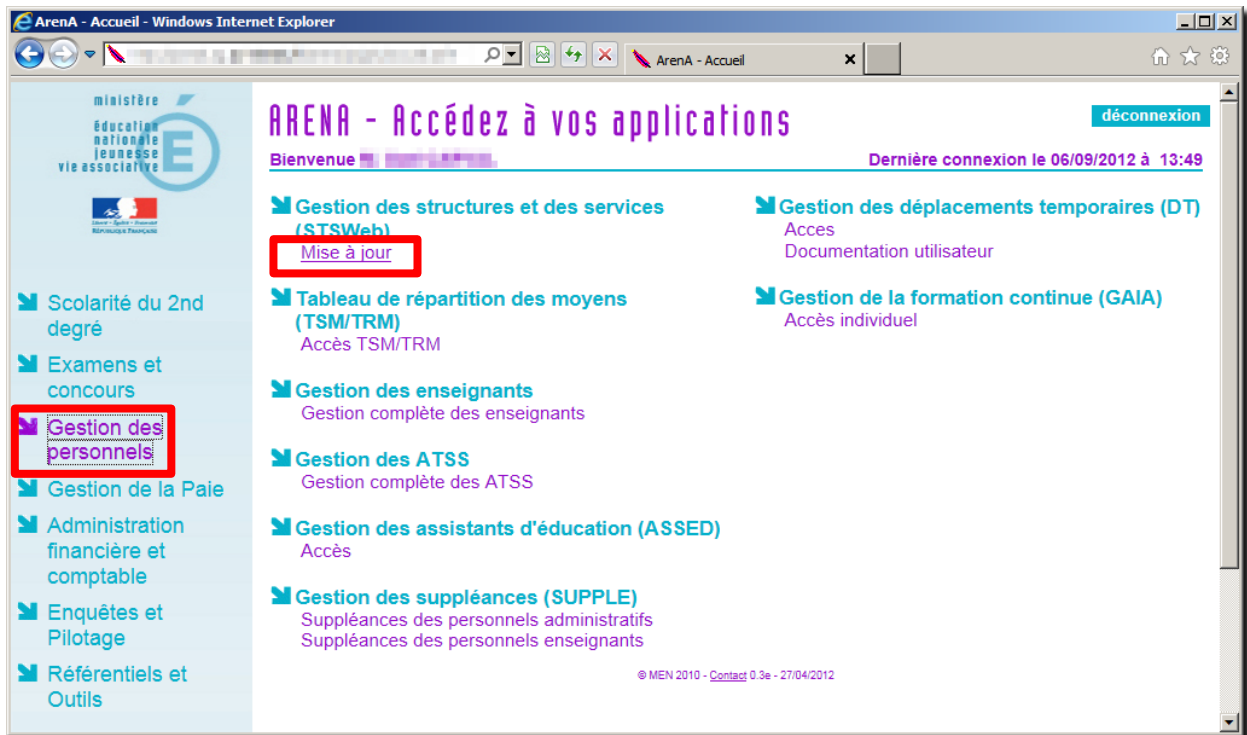 ArenA - Accueil - Windows Internet Explorer
ArenA - Accueil
ministère
éducation
nationale
jeunesse
vie associative
Liberté • Égalité • Fraternité
RÉPUBLIQUE FRANÇAISE
ARENA - Accédez à vos applications
déconnexion
Bienvenue
Dernière connexion le 06/09/2012 à 13:49
Scolarité du 2nd
degré
Examens et
concours
Gestion des
personnels
Gestion de la Paie
Administration
financière et
comptable
Enquêtes et
Pilotage
Référentiels et
Outils
Gestion des structures et des services
(STSWeb)
Mise à jour
Tableau de répartition des moyens
(TSM/TRM)
Accès TSM/TRM
Gestion des enseignants
Gestion complète des enseignants
Gestion des ATSS
Gestion complète des ATSS
Gestion des assistants d'éducation (ASSED)
Accès
Gestion des suppléances (SUPPLE)
Suppléances des personnels administratifs
Suppléances des personnels enseignants
Gestion des déplacements temporaires (DT)
Acces
Documentation utilisateur
Gestion de la formation continue (GAIA)
Accès individuel
© MEN 2010 - Contact 0.3e - 27/04/2012